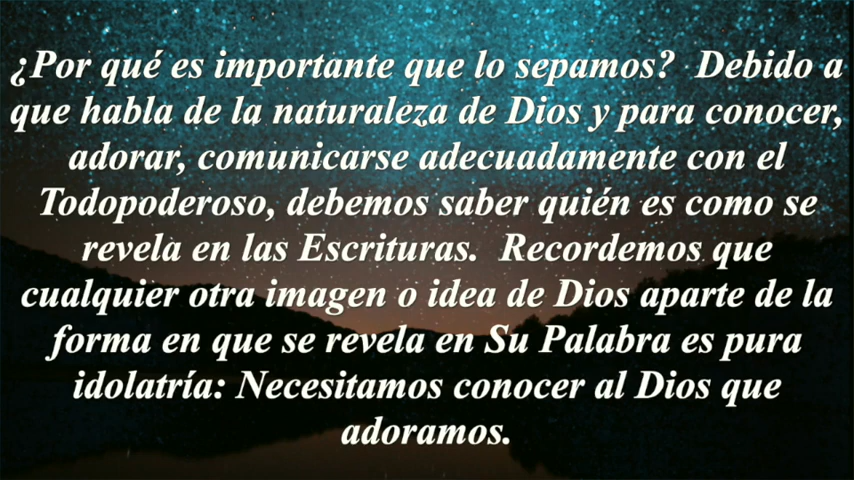 ¿Por qué es importante que lo sepamos?  Debido a
que habla de la naturaleza de Dios y para conocer,
adorar, comunicarse adecuadamente con el
Todopoderoso, debemos saber quién es como se
revela en las Escrituras.  Recordemos que
cualquier otra imagen o idea de Dios aparte de la
forma en que se revela en Su Palabra es pura
idolatría: Necesitamos conocer al Dios que
adoramos.